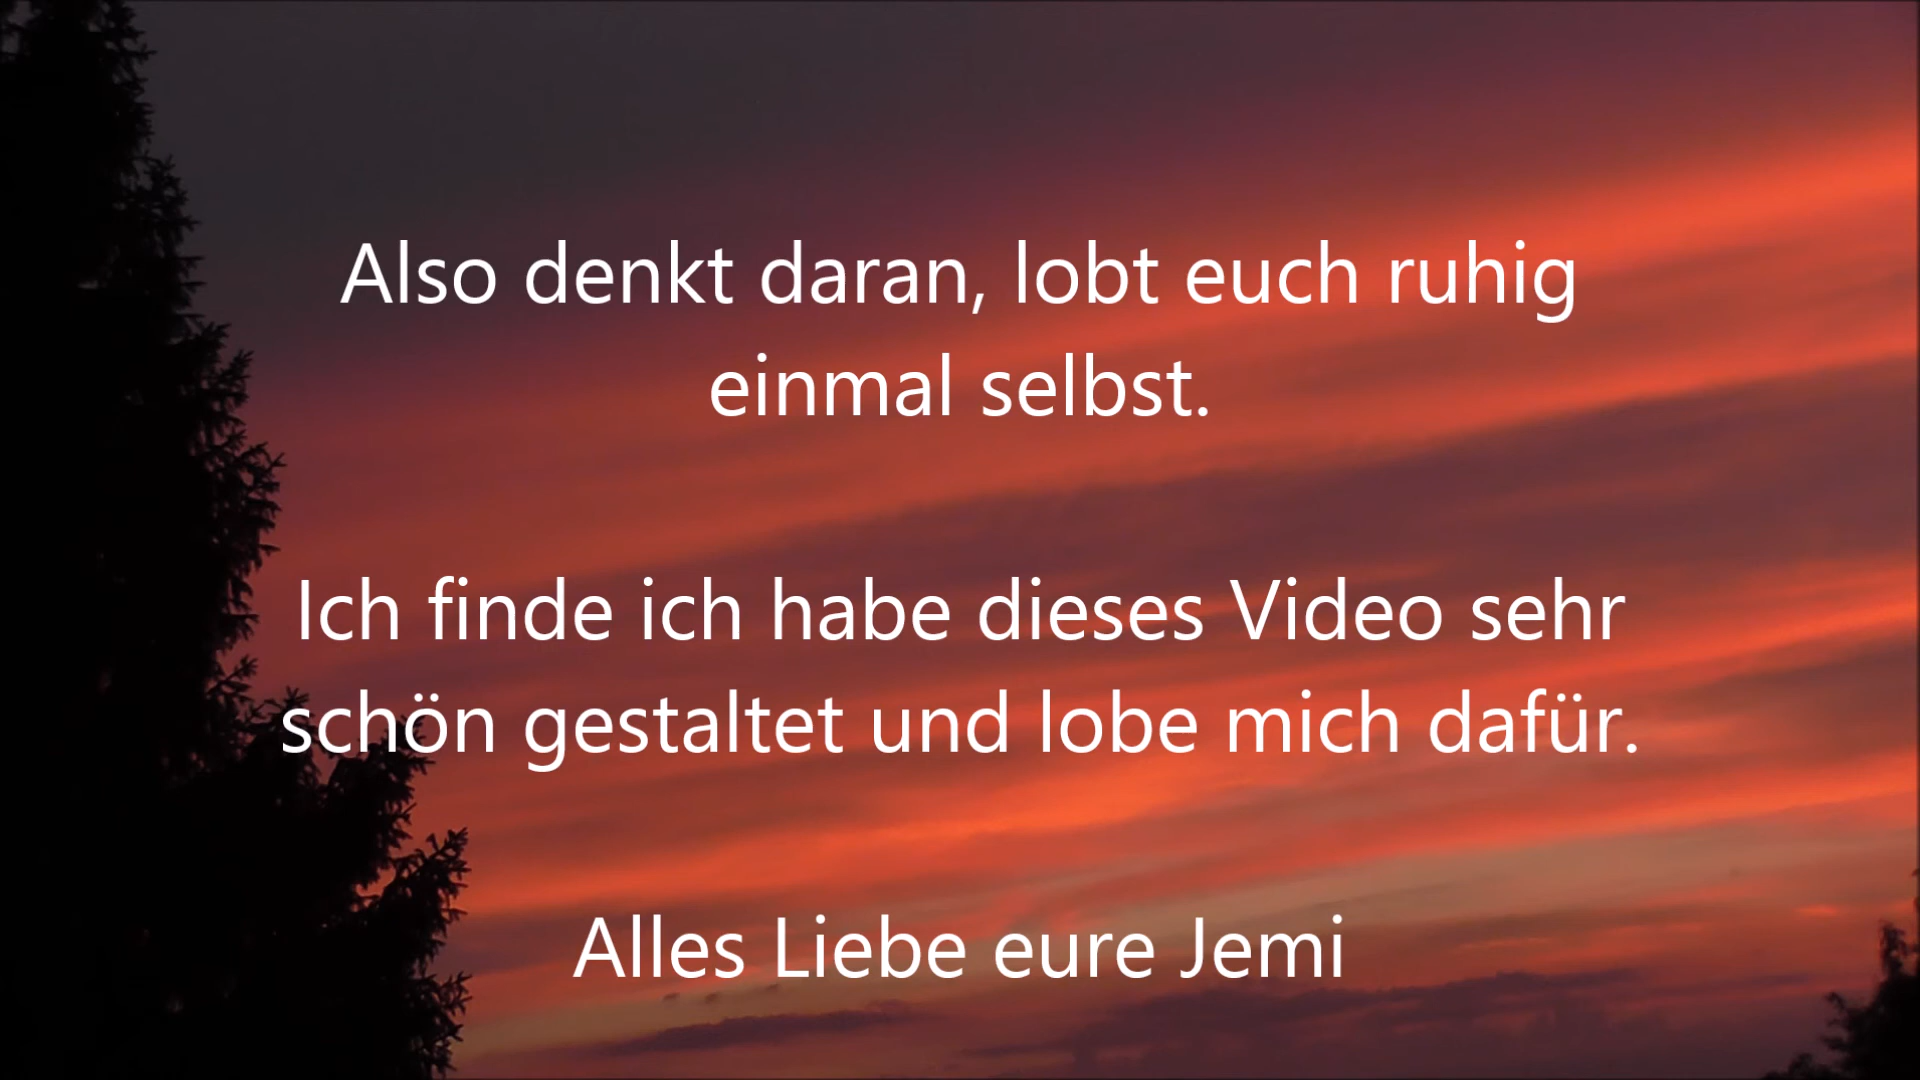 Also denkt daran, lobt euch ruhig
einmal selbst.
Ich finde ich habe dieses Video sehr
schön gestaltet und lobe mich dafür.
Alles Liebe eure Jemi